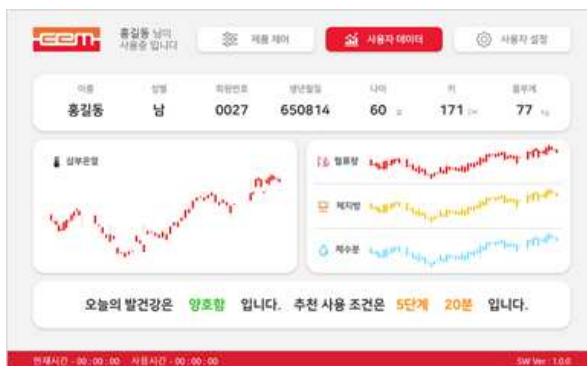 CEM
홍길동 님이
사용중 입니다
제품 제어
사용자 데이터
사용자 설정
이름 성별 회원번호 생년월일 나이 키 몸무게
홍길동 남 0027 650814 60 세 171 CM 77 Kg
심부온열
혈류량
체지방
체수분
오늘의 발건강은 양호함 입니다. 추천 사용 조건은 5단계 20분 입니다.
현재시간 - 00 : 00 : 00 사용시간 - 00 : 00 : 00 SW Ver : 1.0.0